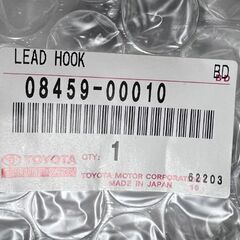 LEAD HOOK
BD
08459-00010
TOYOTA
QTY:
1
62203
TOYOTA MOTOR CORPORATION
MADE IN JAPAN